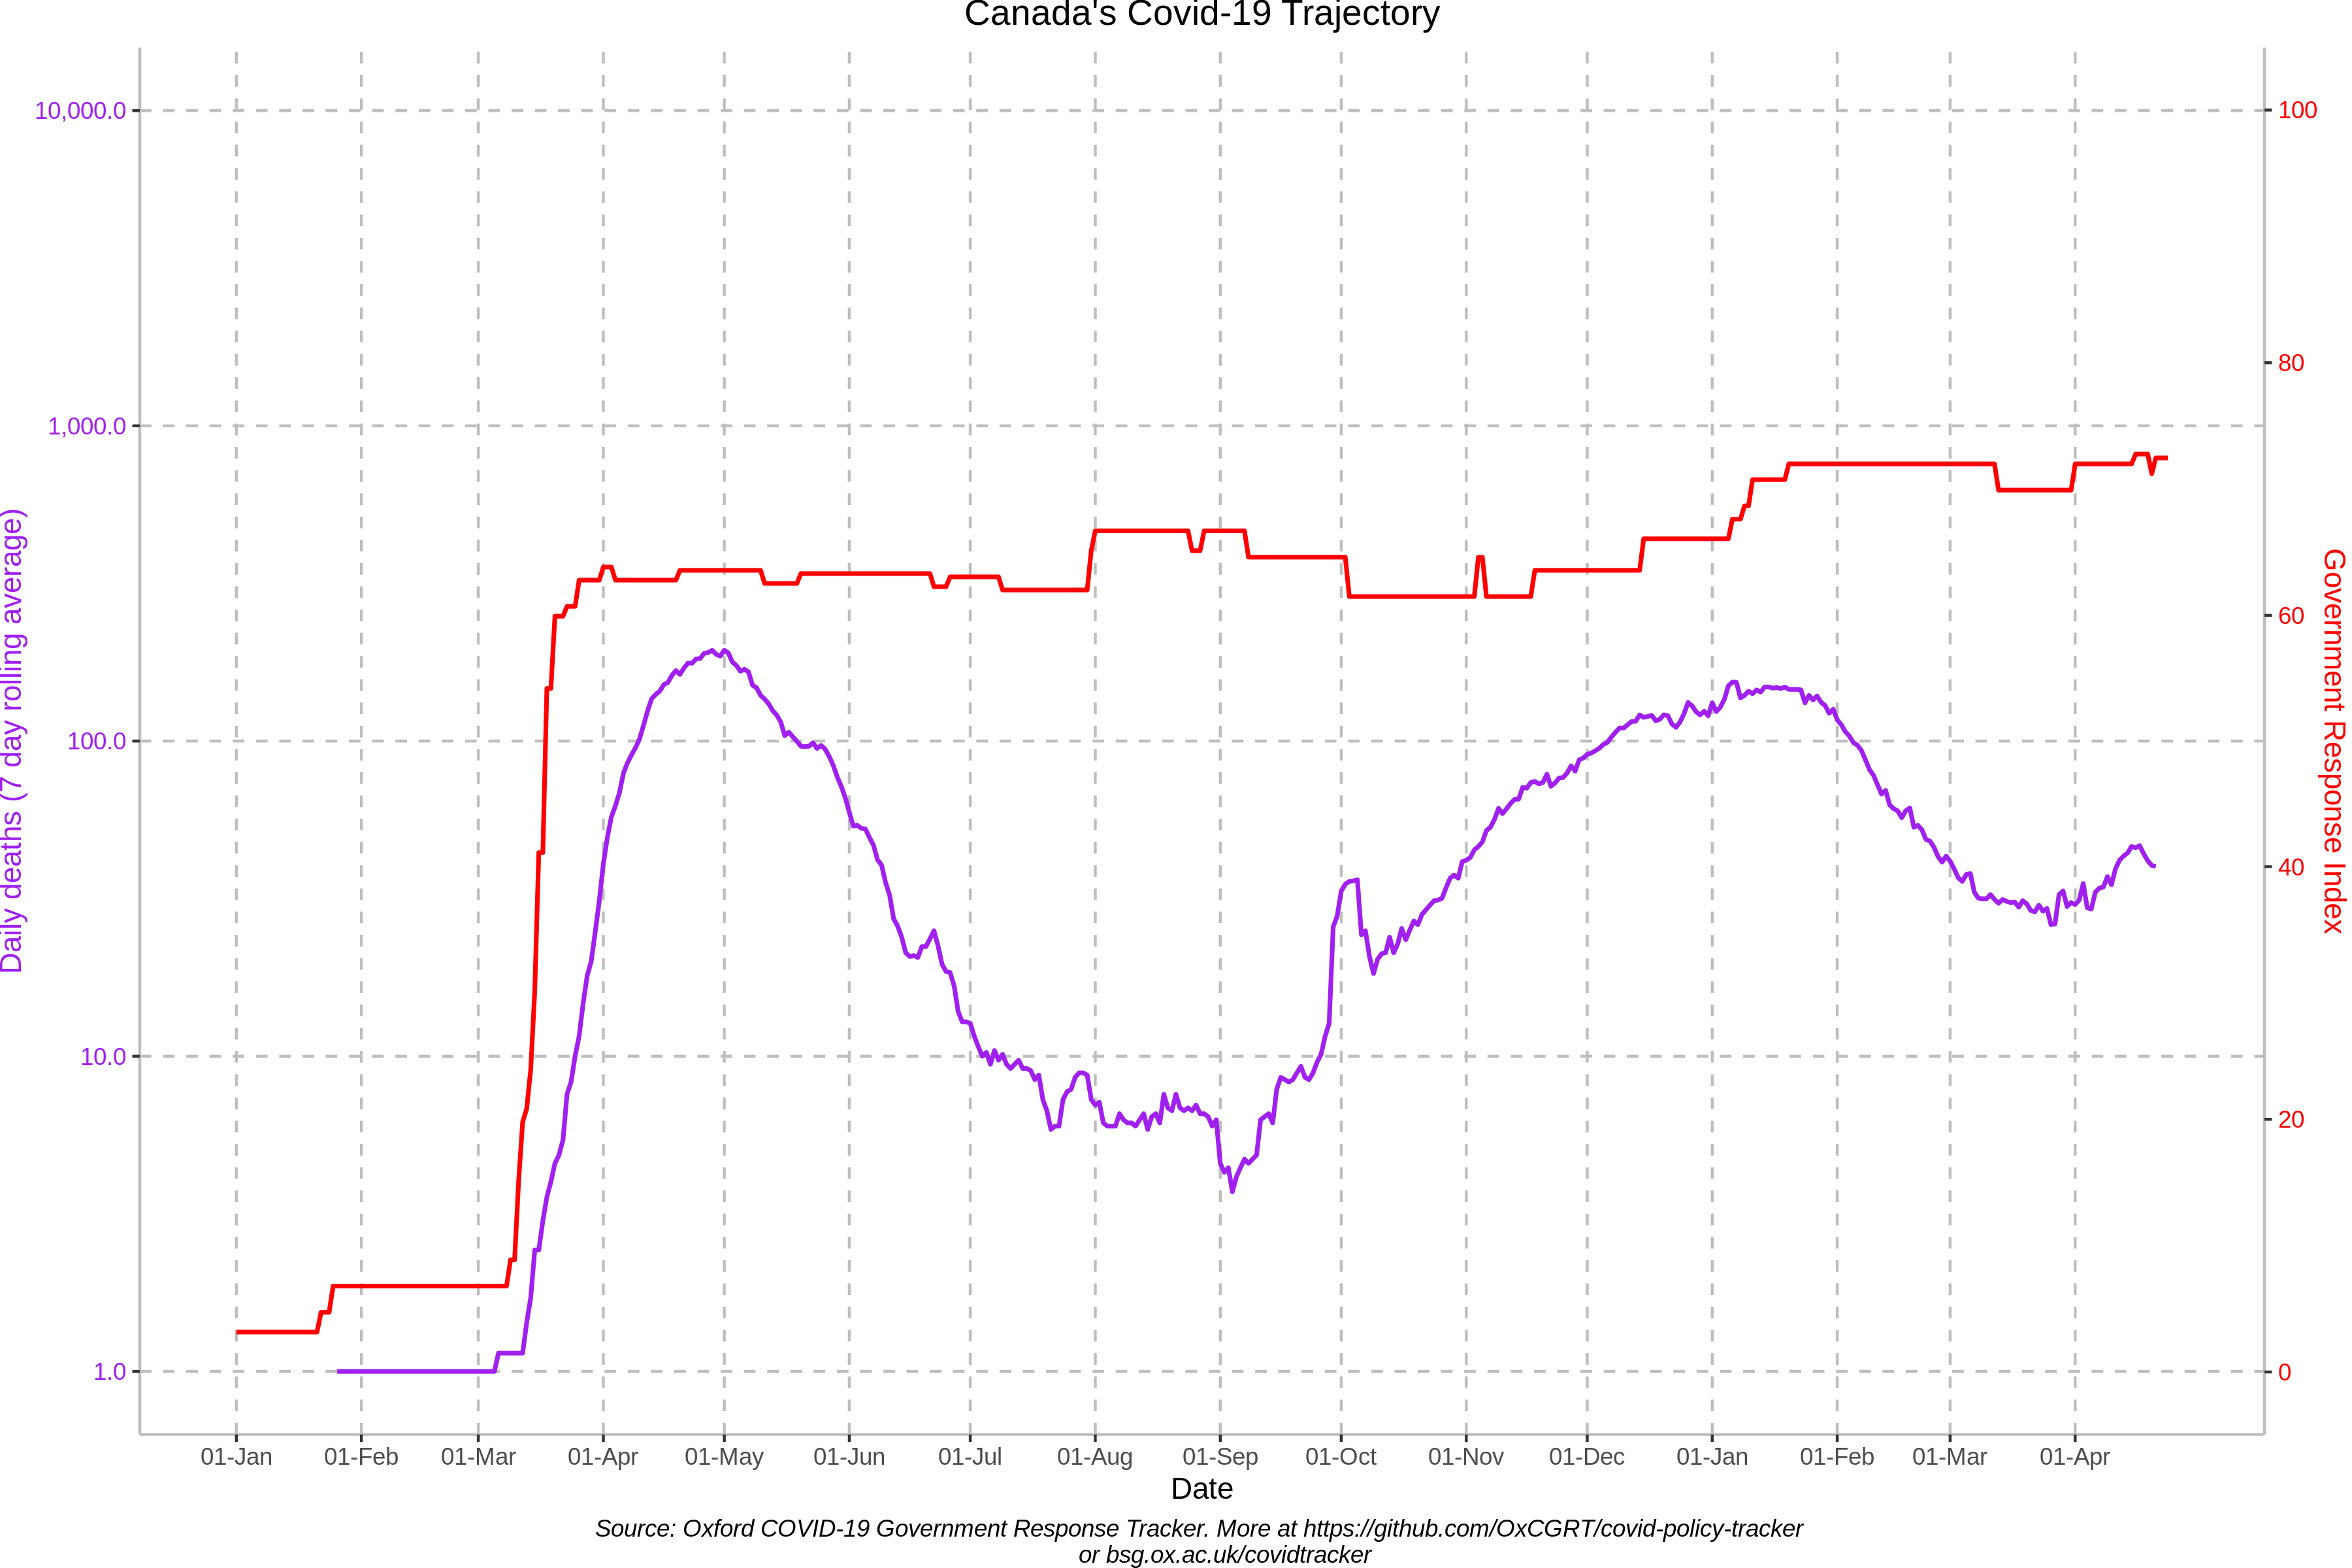 Canada's Covid-19 Trajectory
10,000.0
1,000.0
100.0
10.0
1.0
Daily deaths (7 day rolling average)
100
80
60
40
20
0
Government Response Index
01-Jan
01-Feb
01-Mar
01-Apr
01-May
01-Jun
01-Jul
01-Aug
01-Sep
01-Oct
01-Nov
01-Dec
01-Jan
01-Feb
01-Mar
01-Apr
Date
Source: Oxford COVID-19 Government Response Tracker. More at https://github.com/OxCGRT/covid-policy-tracker
or bsg.ox.ac.uk/covidtracker